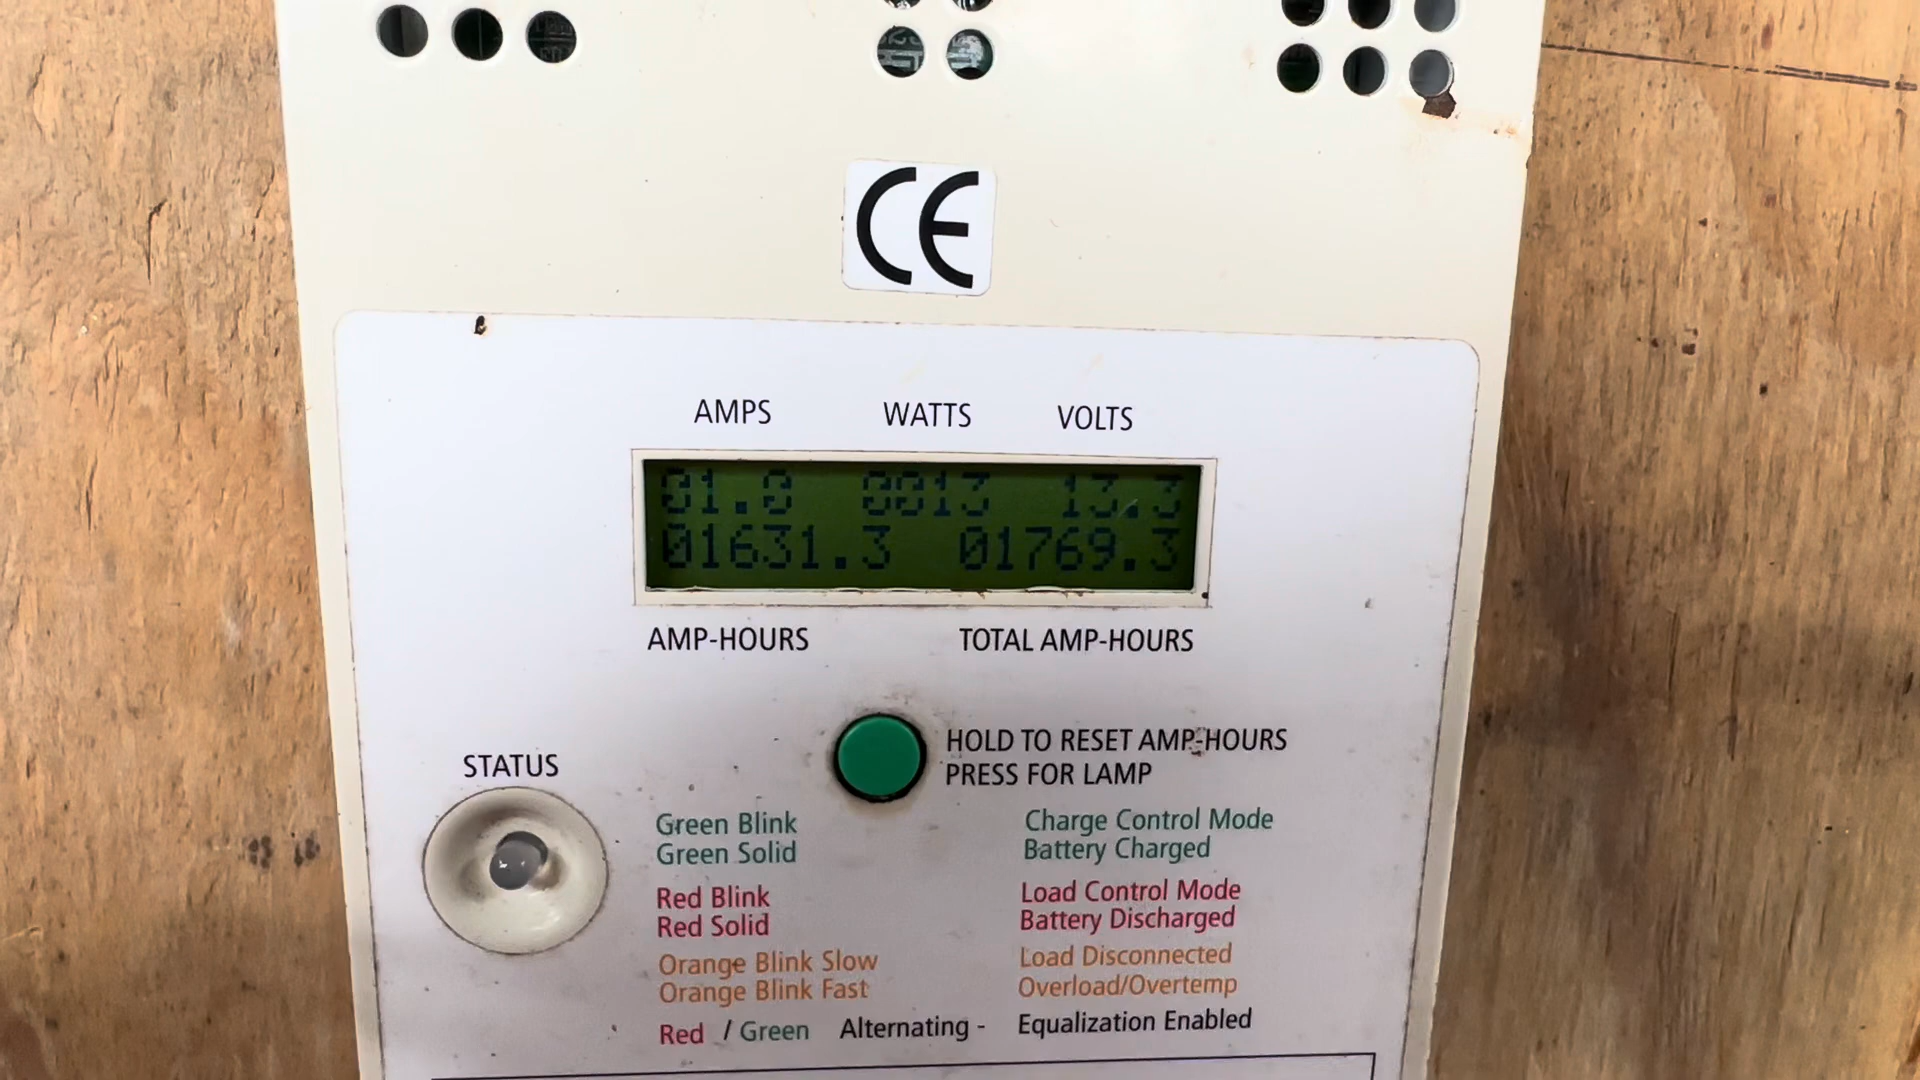 CE
AMPS WATTS VOLTS
01.0 0013 13.3
01631.3 01769.3
AMP-HOURS TOTAL AMP-HOURS
HOLD TO RESET AMP-HOURS
PRESS FOR LAMP
STATUS
Green Blink Charge Control Mode
Green Solid Battery Charged
Red Blink Load Control Mode
Red Solid Battery Discharged
Orange Blink Slow Load Disconnected
Orange Blink Fast Overload/Overtemp
Red / Green Alternating - Equalization Enabled